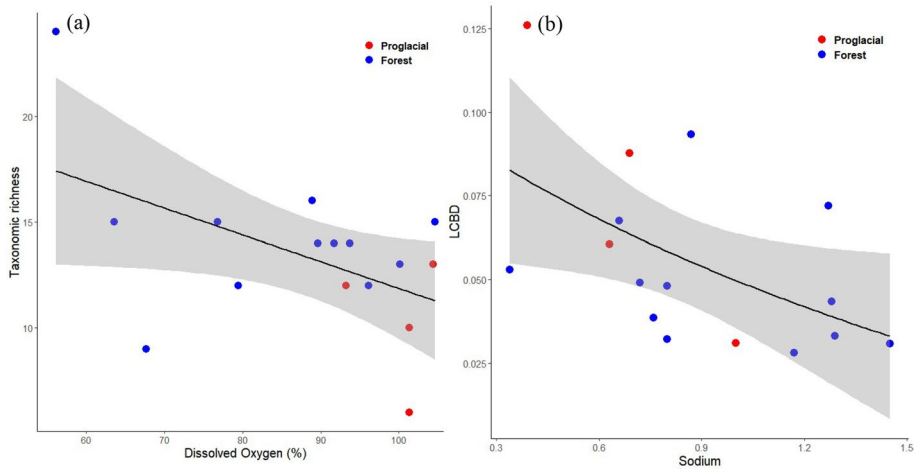 (a)
Proglacial
Forest
Taxonomic richness
20
15
10
60
70
80
90
100
Dissolved Oxygen (%)
(b)
Proglacial
Forest
LCBD
0.125
0.100
0.075
0.050
0.025
0.3
0.6
0.9
1.2
1.5
Sodium